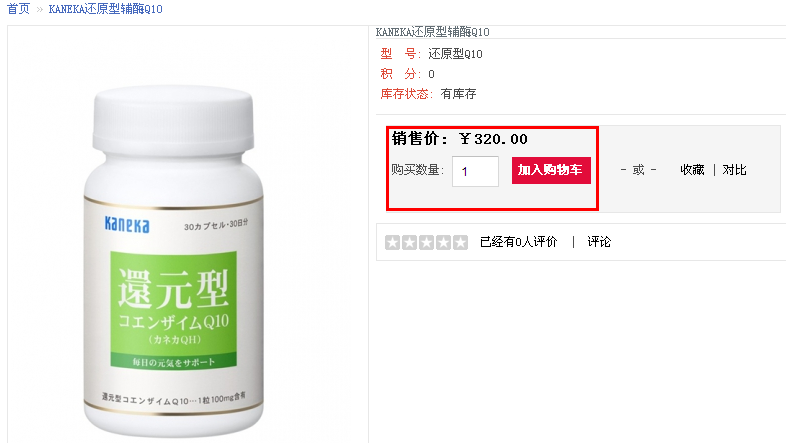 首页 » KANEKA还原型辅酶Q10
KANEKA还原型辅酶Q10
型 号: 还原型Q10
积 分: 0
库存状态: 有库存
销售价: ￥320.00
购买数量: 1 加入购物车 - 或 - 收藏 | 对比
已经有0人评价 | 评论
Kaneka 30カプセル・30日分
還元型
コエンザイムQ10
(カネカQH)
毎日の元気をサポート
還元型コエンザイムQ10…1粒100mg含有